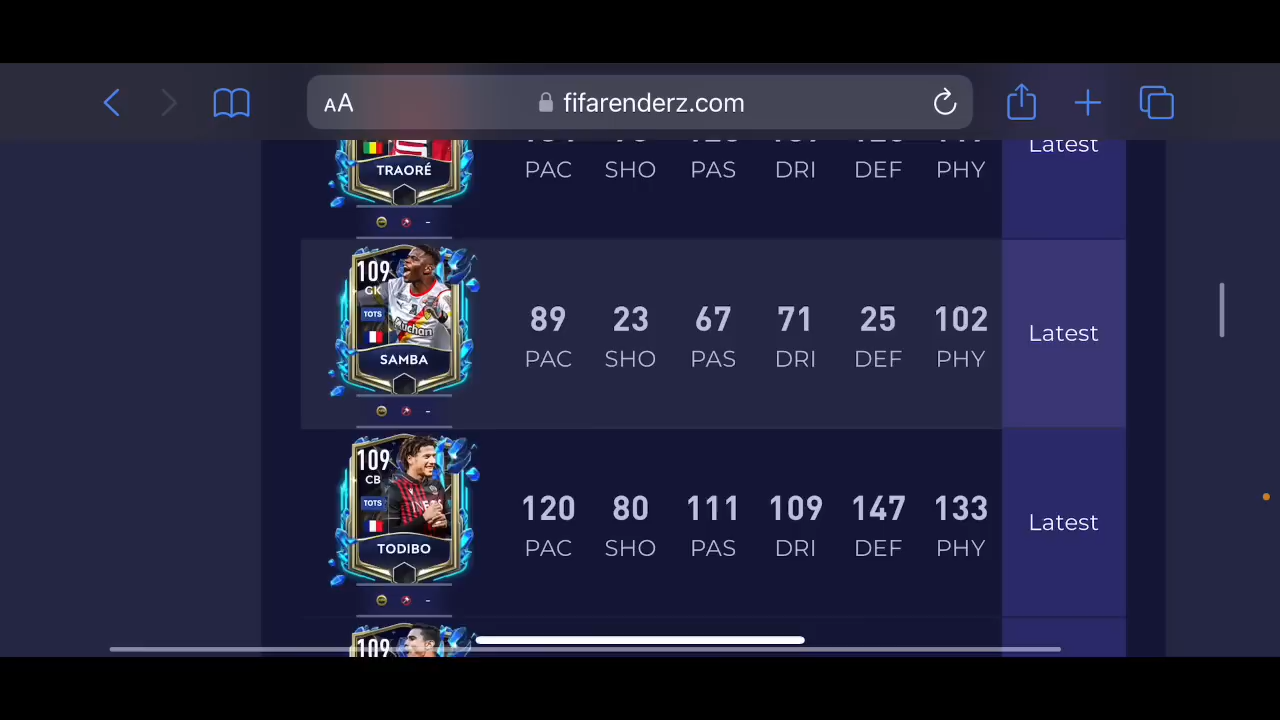 AA fifarenderz.com
TRAORÉ
PAC SHO PAS DRI DEF PHY
Latest
-
109
GK
TOTS
Auchan
SAMBA
89 23 67 71 25 102
PAC SHO PAS DRI DEF PHY
Latest
-
109
CB
TOTS
TODIBO
120 80 111 109 147 133
PAC SHO PAS DRI DEF PHY
Latest
-
109